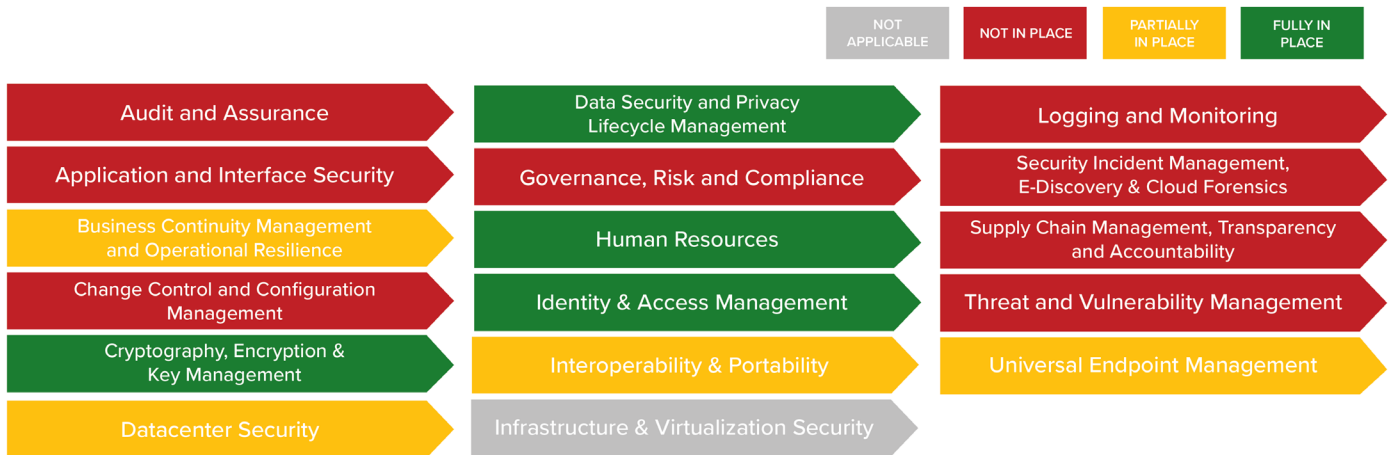 NOT
APPLICABLE
NOT IN PLACE
PARTIALLY
IN PLACE
FULLY IN
PLACE
Audit and Assurance
Application and Interface Security
Business Continuity Management
and Operational Resilience
Change Control and Configuration
Management
Cryptography, Encryption &
Key Management
Datacenter Security
Data Security and Privacy
Lifecycle Management
Governance, Risk and Compliance
Human Resources
Identity & Access Management
Interoperability & Portability
Infrastructure & Virtualization Security
Logging and Monitoring
Security Incident Management,
E-Discovery & Cloud Forensics
Supply Chain Management, Transparency
and Accountability
Threat and Vulnerability Management
Universal Endpoint Management